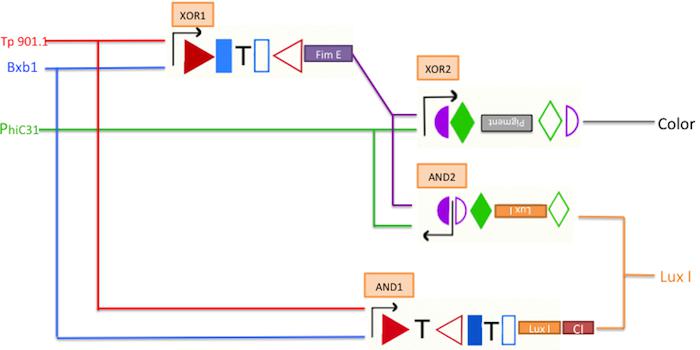 XOR1
Tp 901.1
T
Fim E
Bxb1
XOR2
PhiC31
Pigment
Color
AND2
Lux I
Lux I
AND1
T
T
Lux I
CI